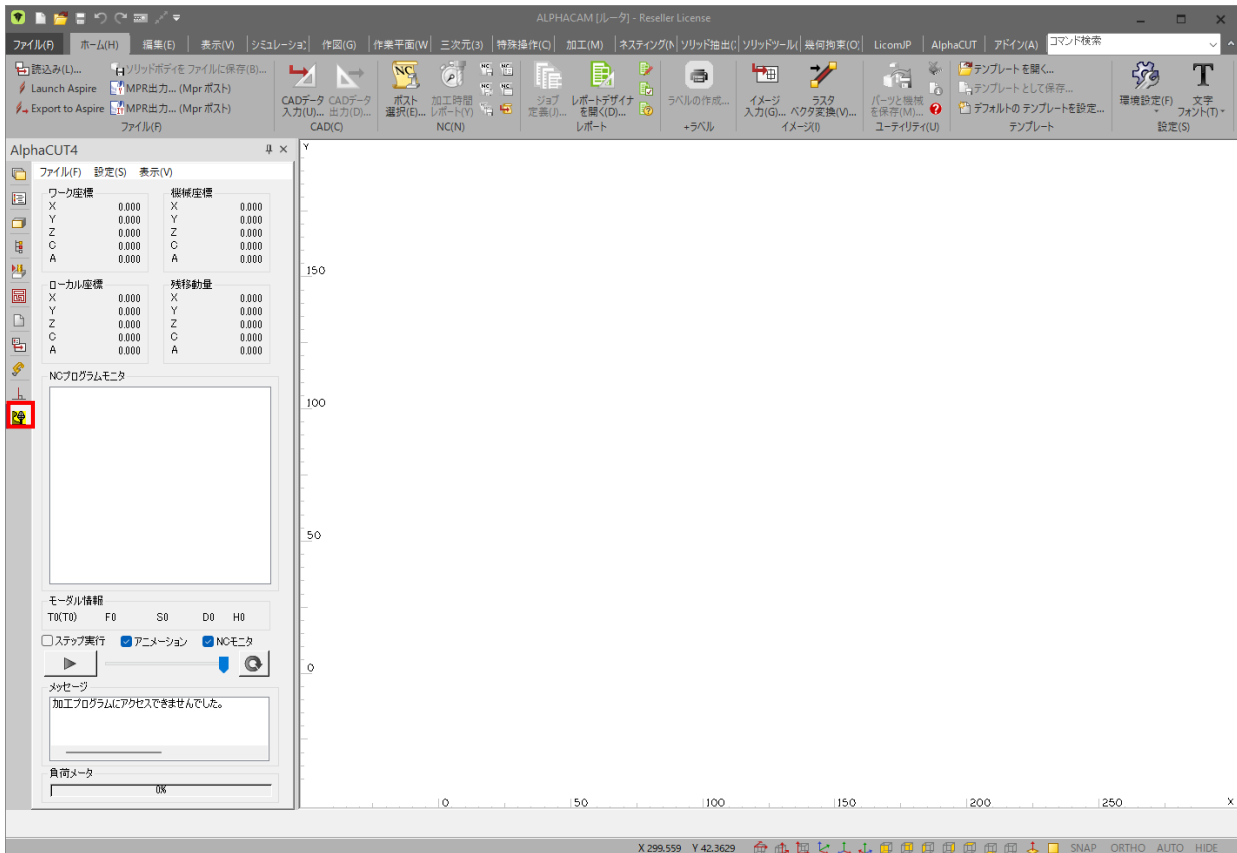 ALPHACAM [ルータ] - Reseller License
ファイル(F) ホーム(H) 編集(E) 表示(V) シミュレーション 作図(G) 作業平面(W 三次元(3) 特殊操作(C) 加工(M) ネスティング(N ソリッド抽出( ソリッドツール( 幾何拘束(O) LicomJP AlphaCUT アドイン(A) コマンド検索
読込み(L)... ソリッドボディを ファイルに保存(B)...
Launch Aspire MPR出力... (Mpr ポスト)
Export to Aspire MPR出力... (Mpr ポスト)
ファイル(F)
CADデータ 入力(U)... CADデータ 出力(D)...
CAD(C)
ポスト 選択(E)... 加工時間 レポート(Y)
NC(N)
ジョブ 定義(J)... レポートデザイナ を開く(D)...
レポート
ラベルの作成...
+ラベル
イメージ 入力(G)... ラスタ ベクタ変換(V)...
イメージ(I)
パーツと機械 を保存(M)...
ユーティリティ(U)
テンプレートを開く...
テンプレートとして保存...
デフォルトの テンプレートを設定...
テンプレート
環境設定(F) 文字 フォント(T)
設定(S)
AlphaCUT4
ファイル(F) 設定(S) 表示(V)
ワーク座標 機械座標
X 0.000 X 0.000
Y 0.000 Y 0.000
Z 0.000 Z 0.000
C 0.000 C 0.000
A 0.000 A 0.000
ローカル座標 残移動量
X 0.000 X 0.000
Y 0.000 Y 0.000
Z 0.000 Z 0.000
C 0.000 C 0.000
A 0.000 A 0.000
NCプログラムモニタ
モーダル情報
T0(T0) F0 S0 D0 H0
ステップ実行 アニメーション NCモニタ
メッセージ
加工プログラムにアクセスできませんでした。
負荷メータ
0%
Y
150
100
50
0
0 50 100 150 200 250 X
X 299.559 Y 42.3629 SNAP ORTHO AUTO HIDE